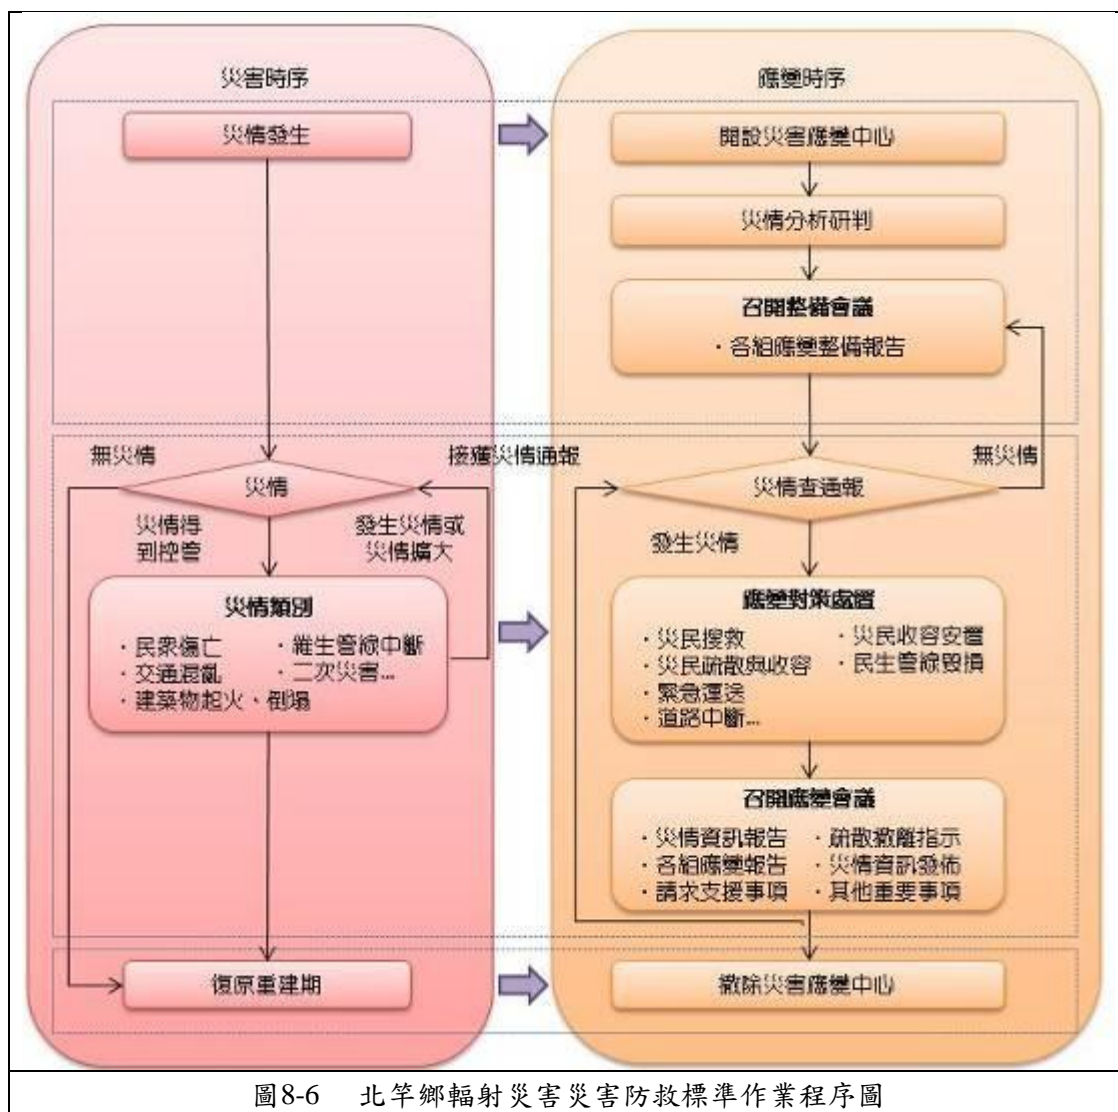 災害時序
應變時序
災情發生
開設災害應變中心
災情分析研判
召開整備會議
・各組應變整備報告
無災情
接獲災情通報
無災情
災情
災情查通報
災情得
到控管
發生災情或
災情擴大
發生災情
災情類別
・民眾傷亡
・維生管線中斷
・交通混亂
・二次災害...
・建築物起火、倒塌
應變對策處置
・災民搜救
・災民收容安置
・災民疏散與收容
・民生管線毀損
・緊急運送
・道路中斷...
召開應變會議
・災情資訊報告
・疏散撤離指示
・各組應變報告
・災情資訊發佈
・請求支援事項
・其他重要事項
復原重建期
撤除災害應變中心
圖8-6 北竿鄉輻射災害災害防救標準作業程序圖